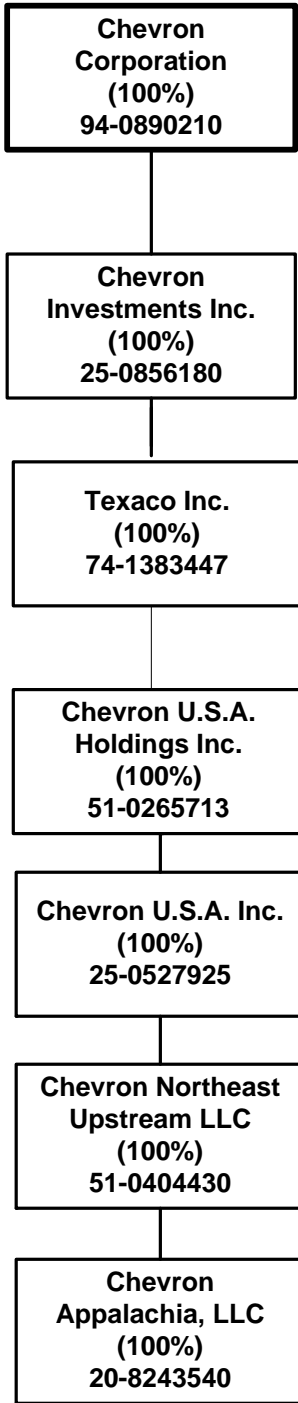 Chevron
Corporation
(100%)
94-0890210
Chevron
Investments Inc.
(100%)
25-0856180
Texaco Inc.
(100%)
74-1383447
Chevron U.S.A.
Holdings Inc.
(100%)
51-0265713
Chevron U.S.A. Inc.
(100%)
25-0527925
Chevron Northeast
Upstream LLC
(100%)
51-0404430
Chevron
Appalachia, LLC
(100%)
20-8243540